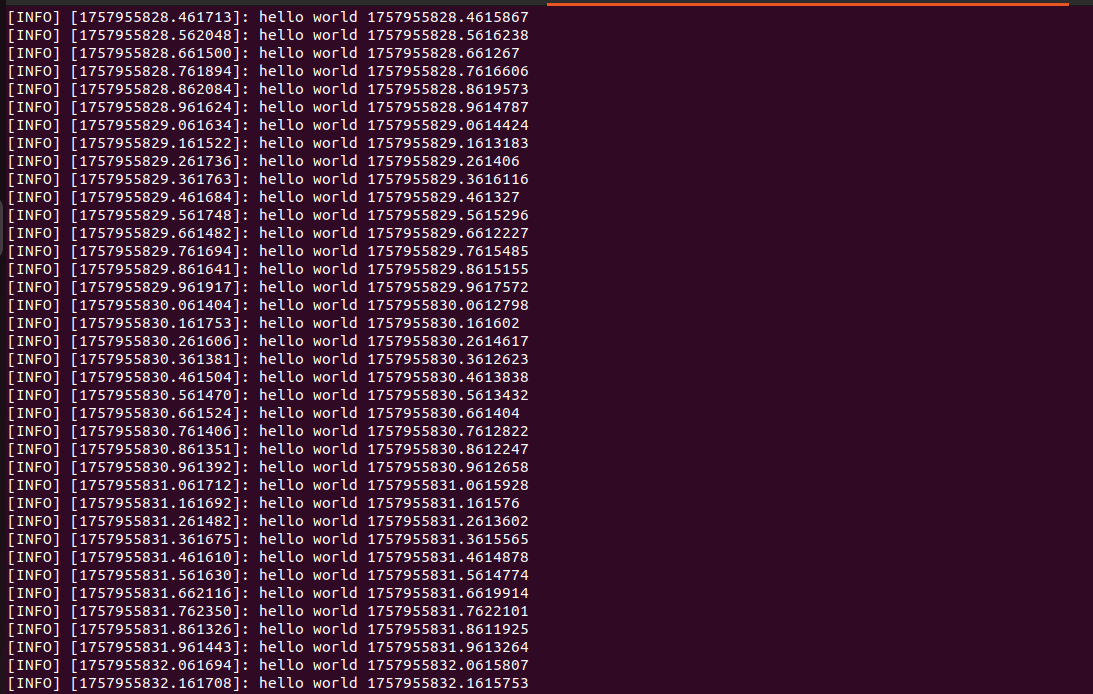 [INFO] [1757955828.461713]: hello world 1757955828.4615867
[INFO] [1757955828.562048]: hello world 1757955828.5616238
[INFO] [1757955828.661500]: hello world 1757955828.661267
[INFO] [1757955828.761894]: hello world 1757955828.7616606
[INFO] [1757955828.862084]: hello world 1757955828.8619573
[INFO] [1757955828.961624]: hello world 1757955828.9614787
[INFO] [1757955829.061634]: hello world 1757955829.0614424
[INFO] [1757955829.161522]: hello world 1757955829.1613183
[INFO] [1757955829.261736]: hello world 1757955829.261406
[INFO] [1757955829.361763]: hello world 1757955829.3616116
[INFO] [1757955829.461684]: hello world 1757955829.461327
[INFO] [1757955829.561748]: hello world 1757955829.5615296
[INFO] [1757955829.661482]: hello world 1757955829.6612227
[INFO] [1757955829.761694]: hello world 1757955829.7615485
[INFO] [1757955829.861641]: hello world 1757955829.8615155
[INFO] [1757955829.961917]: hello world 1757955829.9617572
[INFO] [1757955830.061404]: hello world 1757955830.0612798
[INFO] [1757955830.161753]: hello world 1757955830.161602
[INFO] [1757955830.261606]: hello world 1757955830.2614617
[INFO] [1757955830.361381]: hello world 1757955830.3612623
[INFO] [1757955830.461504]: hello world 1757955830.4613838
[INFO] [1757955830.561470]: hello world 1757955830.5613432
[INFO] [1757955830.661524]: hello world 1757955830.661404
[INFO] [1757955830.761406]: hello world 1757955830.7612822
[INFO] [1757955830.861351]: hello world 1757955830.8612247
[INFO] [1757955830.961392]: hello world 1757955830.9612658
[INFO] [1757955831.061712]: hello world 1757955831.0615928
[INFO] [1757955831.161692]: hello world 1757955831.161576
[INFO] [1757955831.261482]: hello world 1757955831.2613602
[INFO] [1757955831.361675]: hello world 1757955831.3615565
[INFO] [1757955831.461610]: hello world 1757955831.4614878
[INFO] [1757955831.561630]: hello world 1757955831.5614774
[INFO] [1757955831.662116]: hello world 1757955831.6619914
[INFO] [1757955831.762350]: hello world 1757955831.7622101
[INFO] [1757955831.861326]: hello world 1757955831.8611925
[INFO] [1757955831.961443]: hello world 1757955831.9613264
[INFO] [1757955832.061694]: hello world 1757955832.0615807
[INFO] [1757955832.161708]: hello world 1757955832.1615753